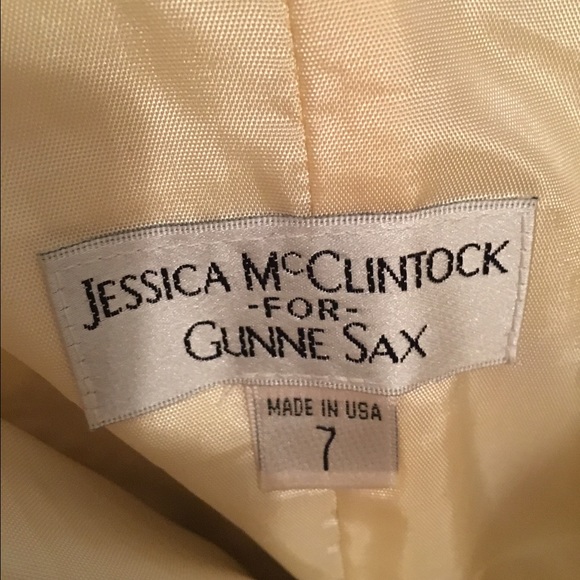 JESSICA McCLINTOCK
-FOR-
GUNNE SAX
MADE IN USA
7